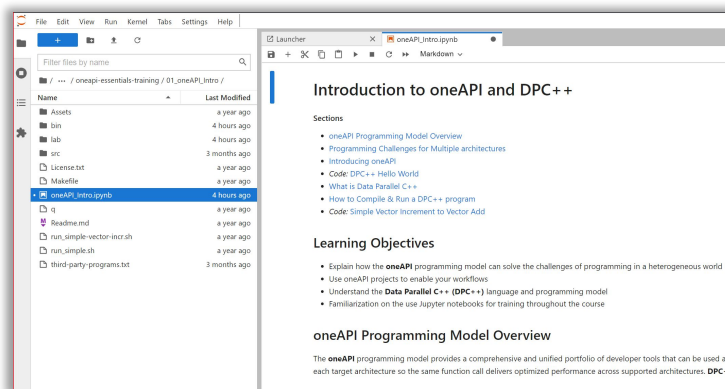 File Edit View Run Kernel Tabs Settings Help
+
Filter files by name
/ ··· / oneapi-essentials-training / 01_oneAPI_Intro /
Name Last Modified
Assets a year ago
bin 4 hours ago
lab 4 hours ago
src 3 months ago
License.txt a year ago
Makefile a year ago
oneAPI_Intro.ipynb 4 hours ago
q a year ago
Readme.md a year ago
run_simple-vector-incr.sh a year ago
run_simple.sh a year ago
third-party-programs.txt 3 months ago
Launcher oneAPI_Intro.ipynb
Markdown
Introduction to oneAPI and DPC++
Sections
• oneAPI Programming Model Overview
• Programming Challenges for Multiple architectures
• Introducing oneAPI
• Code: DPC++ Hello World
• What is Data Parallel C++
• How to Compile & Run a DPC++ program
• Code: Simple Vector Increment to Vector Add
Learning Objectives
• Explain how the oneAPI programming model can solve the challenges of programming in a heterogeneous world
• Use oneAPI projects to enable your workflows
• Understand the Data Parallel C++ (DPC++) language and programming model
• Familiarization on the use Jupyter notebooks for training throughout the course
oneAPI Programming Model Overview
The oneAPI programming model provides a comprehensive and unified portfolio of developer tools that can be used a
each target architecture so the same function call delivers optimized performance across supported architectures. DPC-